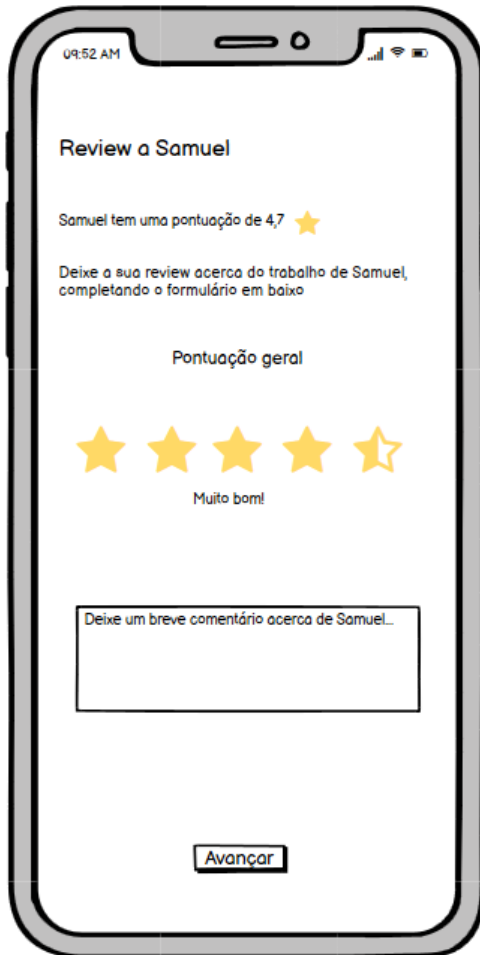 09:52 AM
Review a Samuel
Samuel tem uma pontuação de 4,7
Deixe a sua review acerca do trabalho de Samuel,
completando o formulário em baixo
Pontuação geral
Muito bom!
Deixe um breve comentário acerca de Samuel...
Avançar